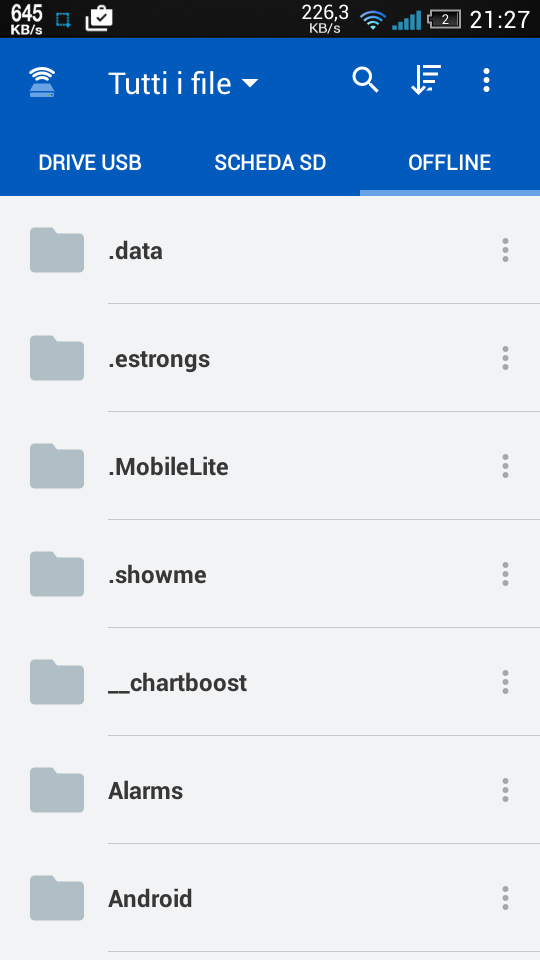 645
KB/s
226,3
KB/s
2
21:27
Tutti i file
DRIVE USB
SCHEDA SD
OFFLINE
.data
.estrongs
.MobileLite
.showme
__chartboost
Alarms
Android